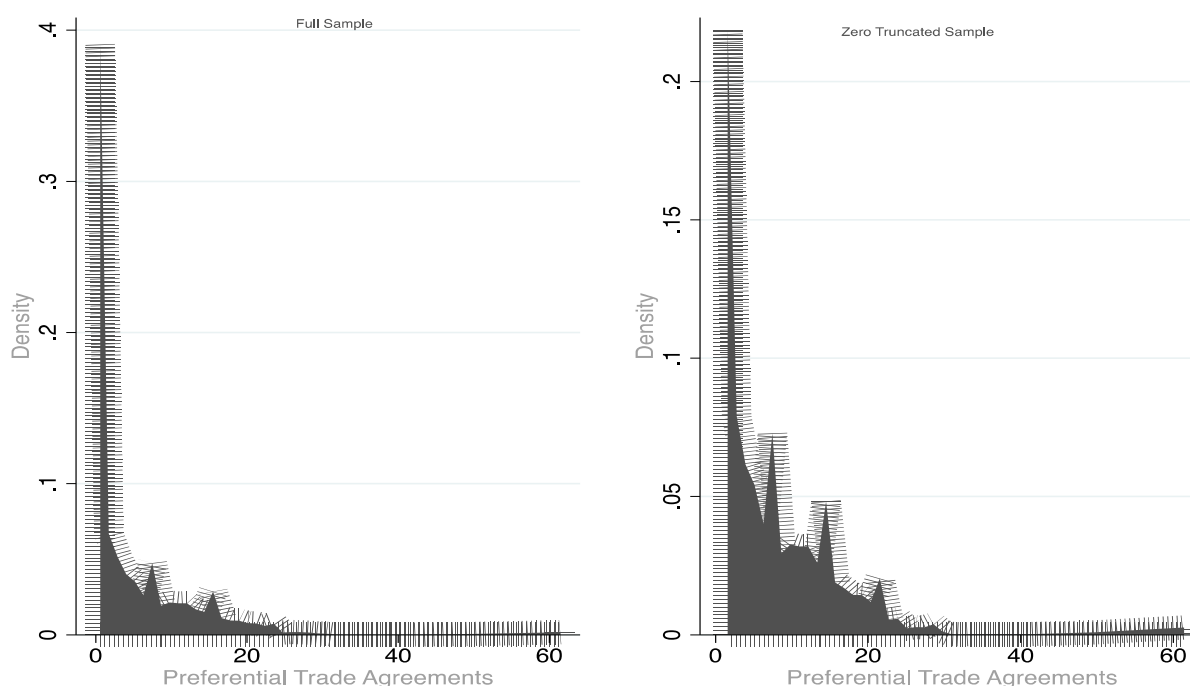 Full Sample
.4
.3
.2
.1
0
Density
0 20 40 60
Preferential Trade Agreements
Zero Truncated Sample
.2
.15
.1
.05
0
Density
0 20 40 60
Preferential Trade Agreements